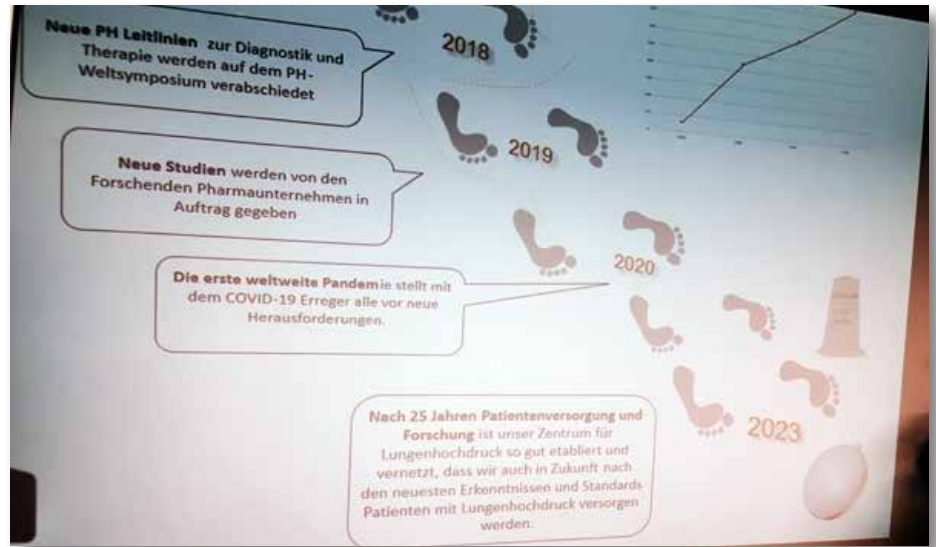 Neue PH Leitlinien zur Diagnostik und
Therapie werden auf dem PH-
Weltsymposium verabschiedet
2018
2019
Neue Studien werden von den
Forschenden Pharmaunternehmen in
Auftrag gegeben
2020
Die erste weltweite Pandemie stellt mit
dem COVID-19 Erreger alle vor neue
Herausforderungen.
2023
Nach 25 Jahren Patientenversorgung und
Forschung ist unser Zentrum für
Lungenhochdruck so gut etabliert und
vernetzt, dass wir auch in Zukunft nach
den neuesten Erkenntnissen und Standards
Patienten mit Lungenhochdruck versorgen
werden.